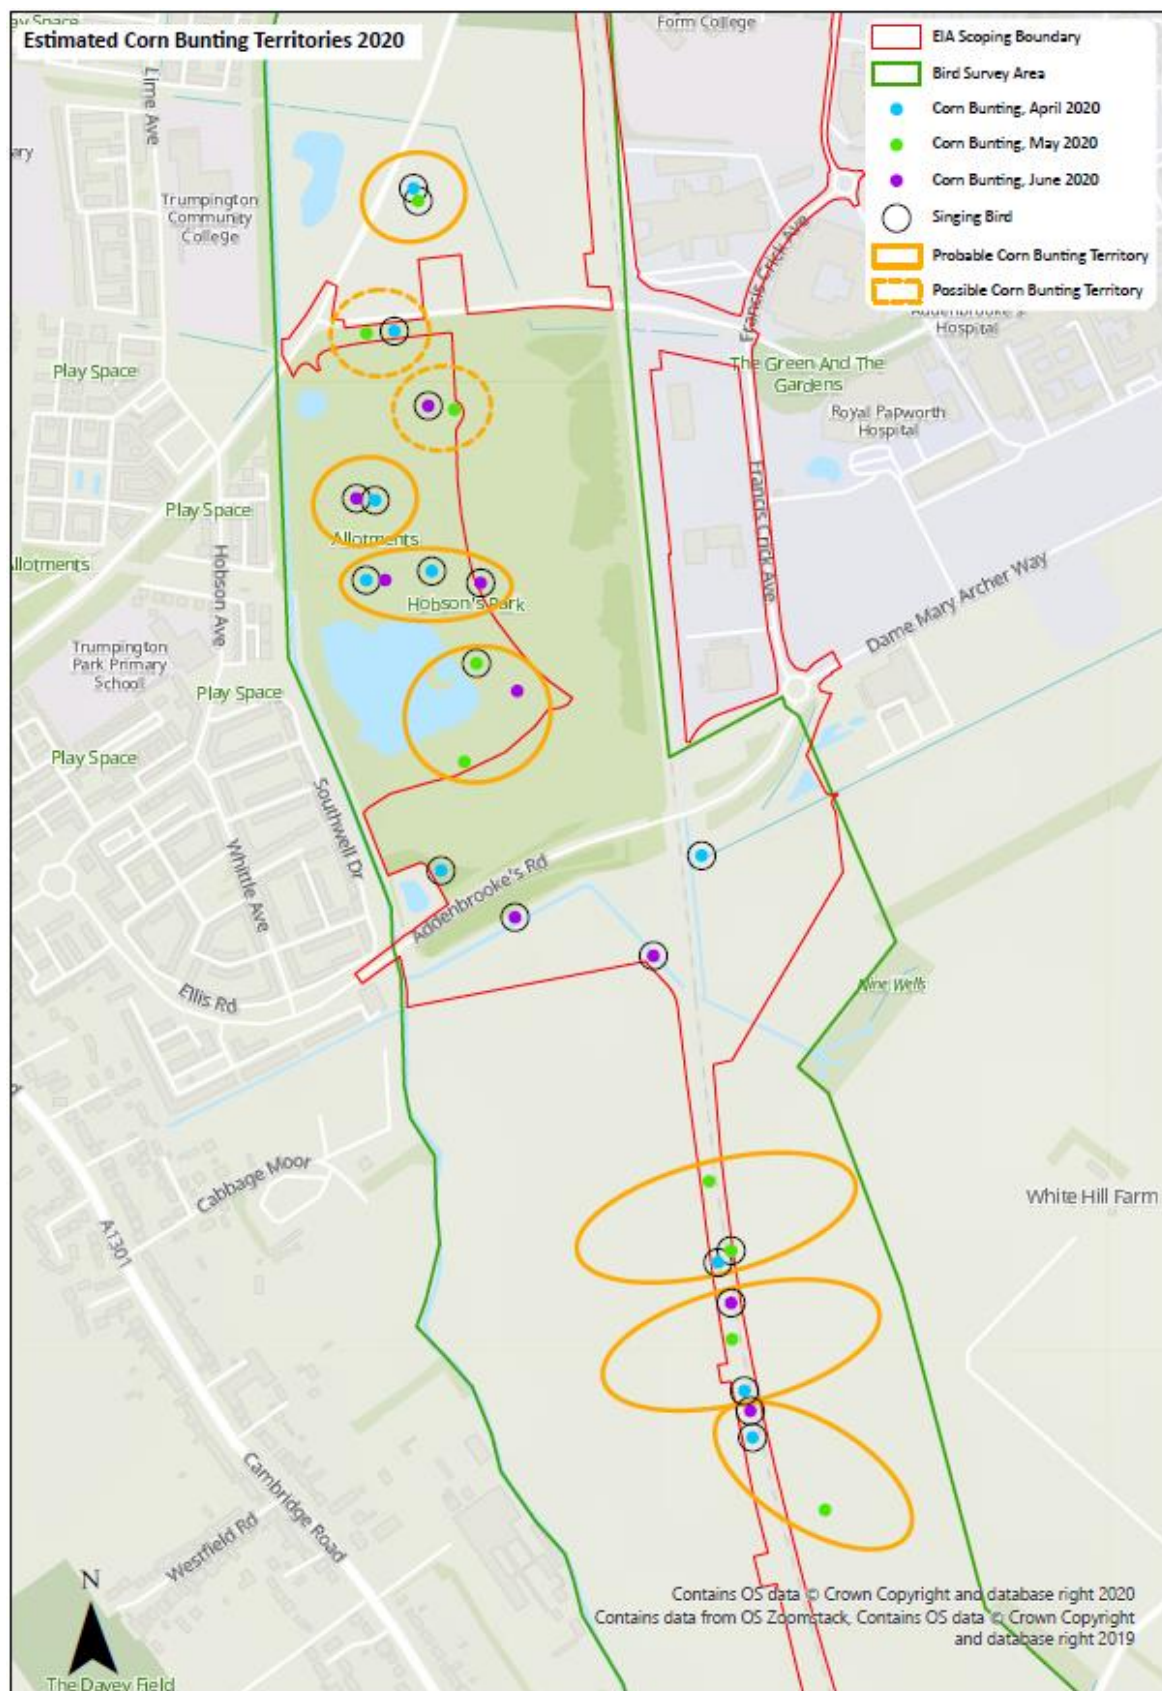 Estimated Corn Bunting Territories 2020
EIA Scoping Boundary
Bird Survey Area
Corn Bunting, April 2020
Corn Bunting, May 2020
Corn Bunting, June 2020
Singing Bird
Probable Corn Bunting Territory
Possible Corn Bunting Territory
ay Space
Form College
Lime Ave
ary
Trumpington
Community
College
Francis Crick Ave
Hospital
The Green And The
Gardens
Play Space
Royal Papworth
Hospital
Francis Crick Ave
Play Space
Allotments
llotments
Hobson Ave
Hobson's Park
Dame Mary Archer Way
Trumpington
Park Primary
School
Play Space
Play Space
Southwell Dr
Whittle Ave
Addenbrooke's Rd
Ellis Rd
Nine Wells
Cabbage Moor
White Hill Farm
A1301
Cambridge Road
Westfield Rd
N
Contains OS data © Crown Copyright and database right 2020
Contains data from OS Zoomstack, Contains OS data © Crown Copyright
and database right 2019
The Davey Field